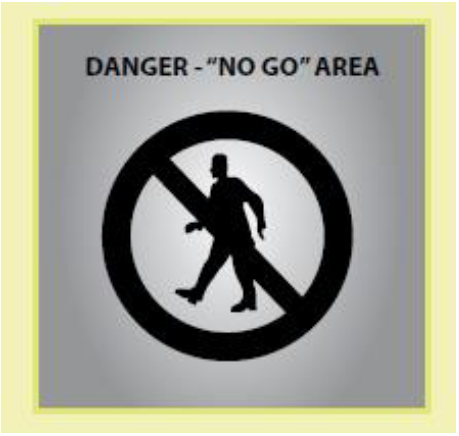 DANGER - “NO GO” AREA